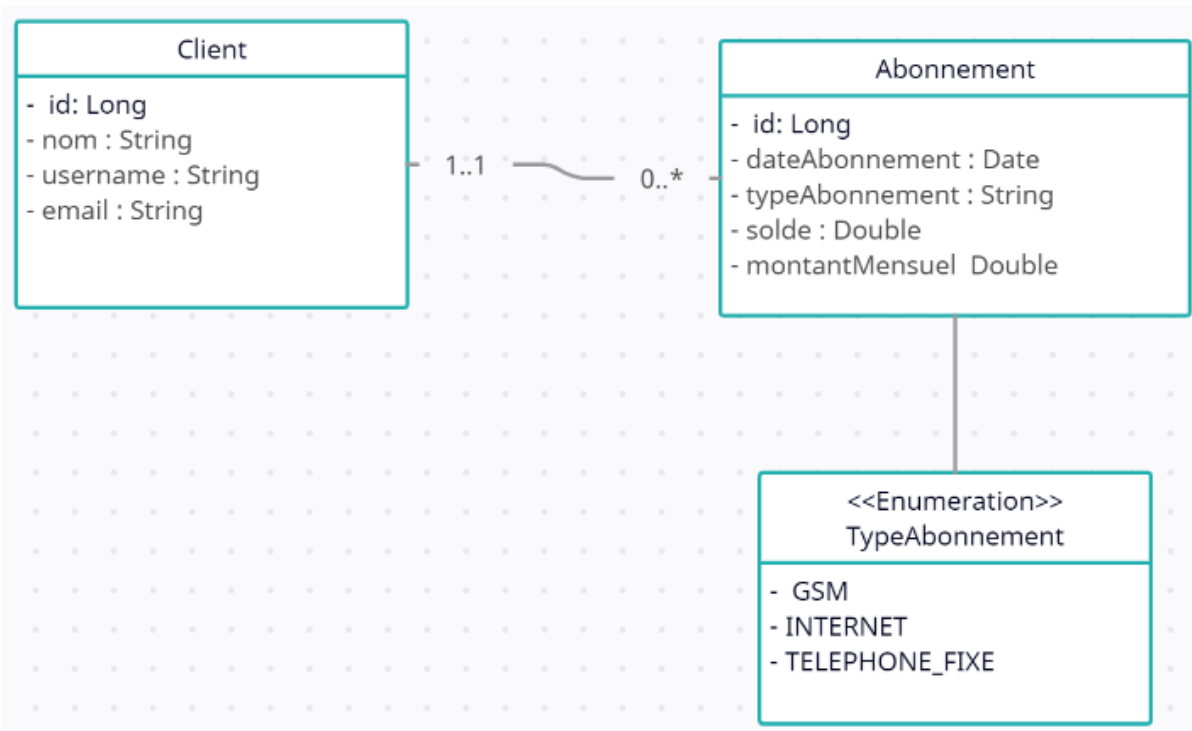 Client
- id: Long
- nom : String
- username : String
- email : String
1..1
0..*
Abonnement
- id: Long
- dateAbonnement : Date
- typeAbonnement : String
- solde : Double
- montantMensuel Double
<<Enumeration>>
TypeAbonnement
- GSM
- INTERNET
- TELEPHONE_FIXE